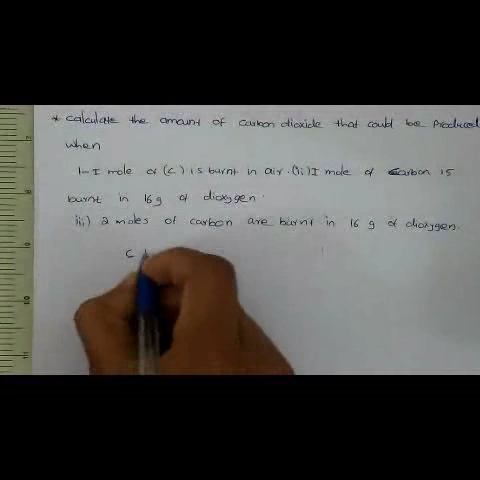 * Calculate the amount of carbon dioxide that could be produced
when
1- I mole of (c) is burnt in air. (ii) I mole of carbon is
burnt in 16g of dioxygen.
iii) 2 moles of carbon are burnt in 16 g of dioxygen.
C